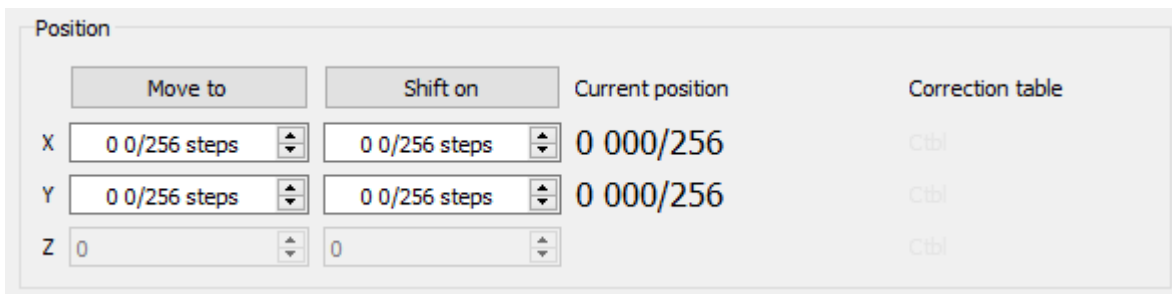 Position
Move to Shift on Current position Correction table
X 0 0/256 steps 0 0/256 steps 0 000/256 Ctbl
Y 0 0/256 steps 0 0/256 steps 0 000/256 Ctbl
Z 0 0 Ctbl